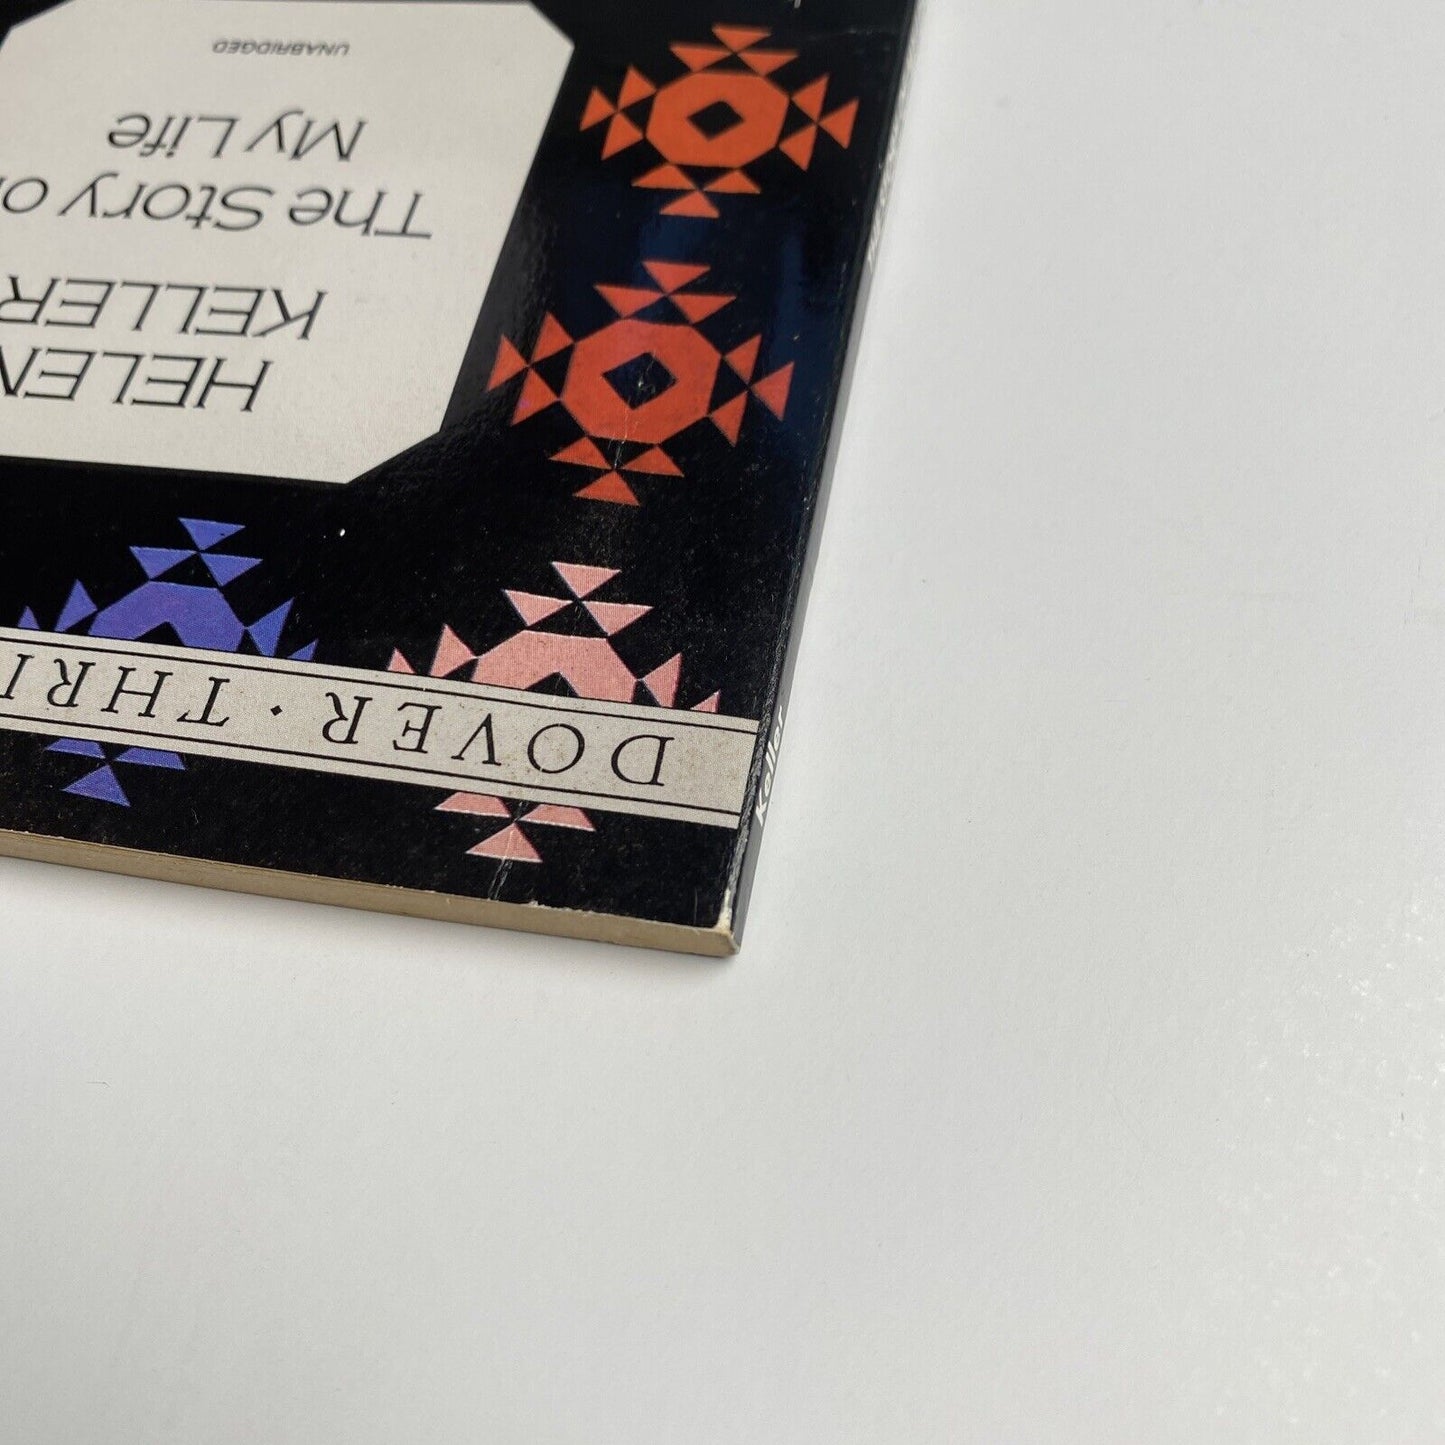 DOVER · THRI
HELEN
KELLER
The Story of
My Life
UNABRIDGED
Keller